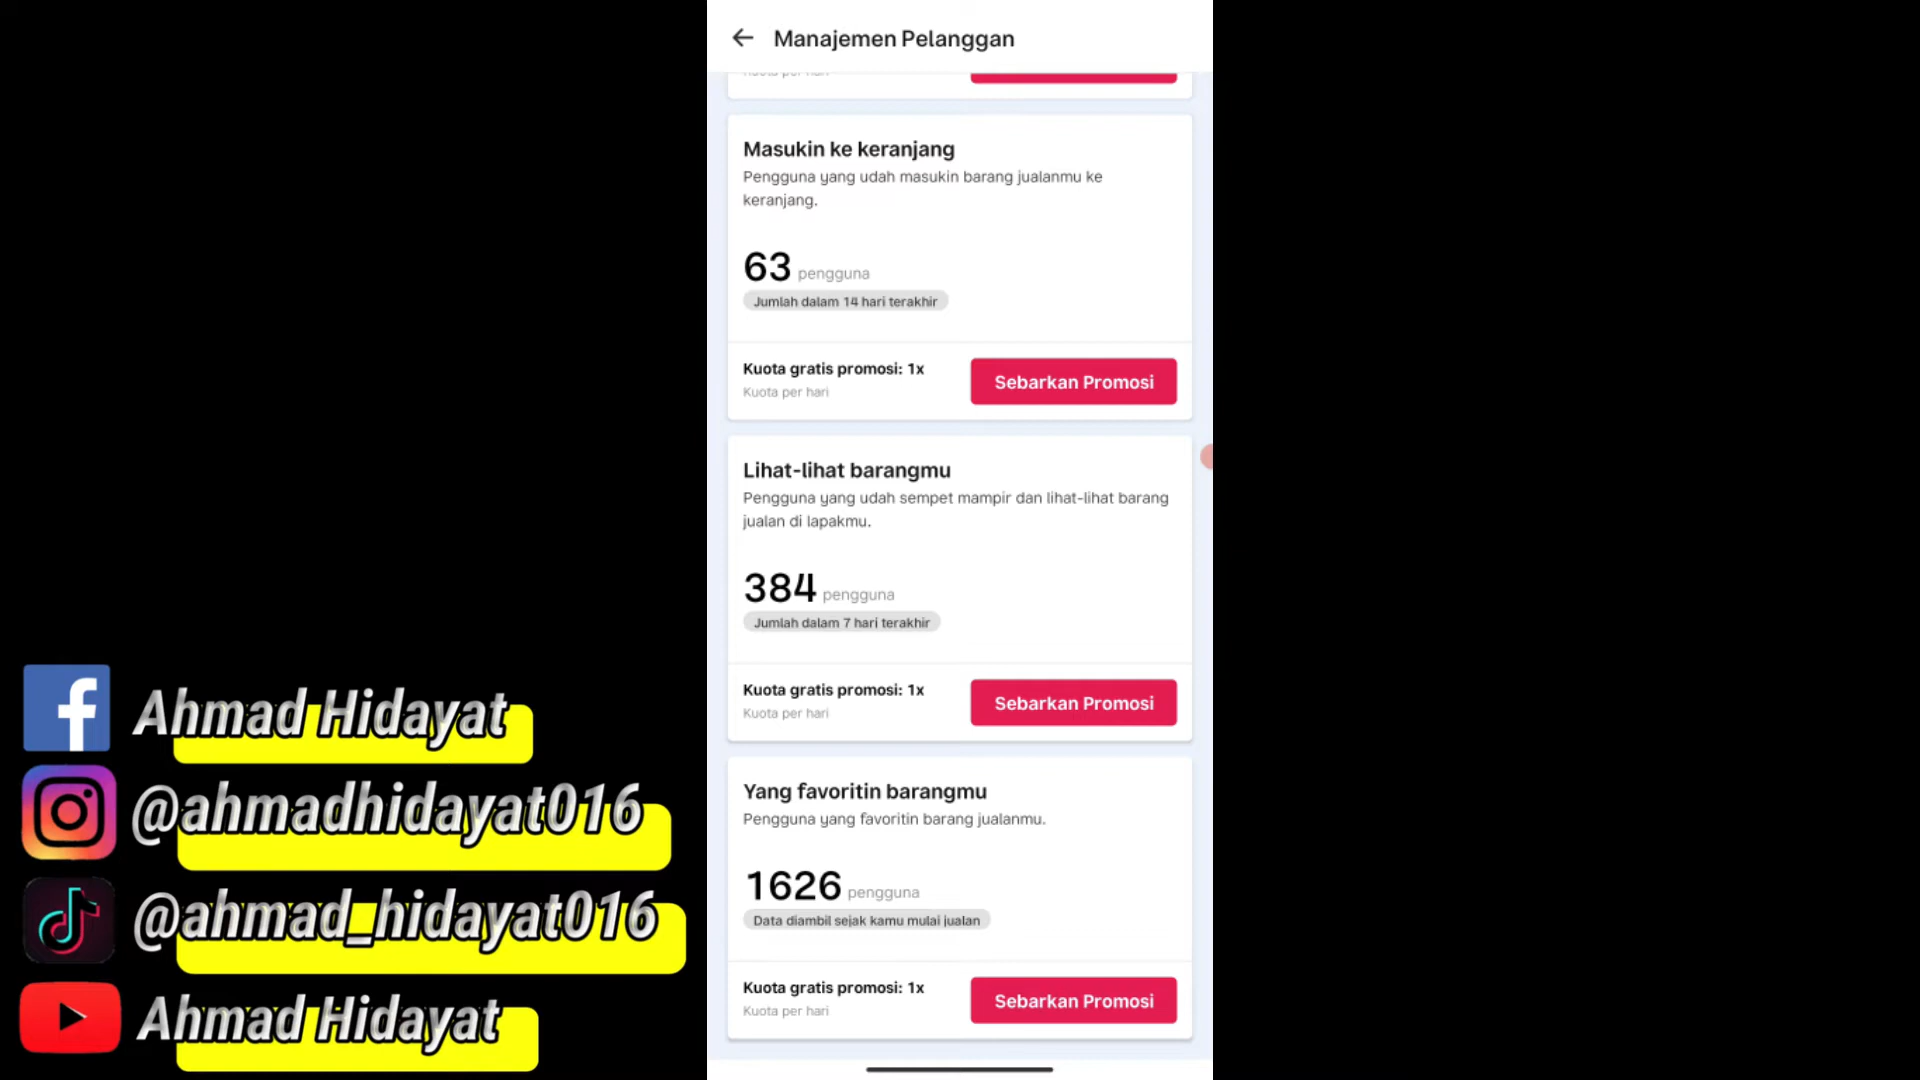 Manajemen Pelanggan
Masukin ke keranjang
Pengguna yang udah masukin barang jualanmu ke
keranjang.
63 pengguna
Jumlah dalam 14 hari terakhir
Kuota gratis promosi: 1x
Kuota per hari
Sebarkan Promosi
Lihat-lihat barangmu
Pengguna yang udah sempet mampir dan lihat-lihat barang
jualan di lapakmu.
384 pengguna
Jumlah dalam 7 hari terakhir
Kuota gratis promosi: 1x
Kuota per hari
Sebarkan Promosi
Yang favoritin barangmu
Pengguna yang favoritin barang jualanmu.
1626 pengguna
Data diambil sejak kamu mulai jualan
Kuota gratis promosi: 1x
Kuota per hari
Sebarkan Promosi
Ahmad Hidayat
@ahmadhidayat016
@ahmad_hidayat016
Ahmad Hidayat